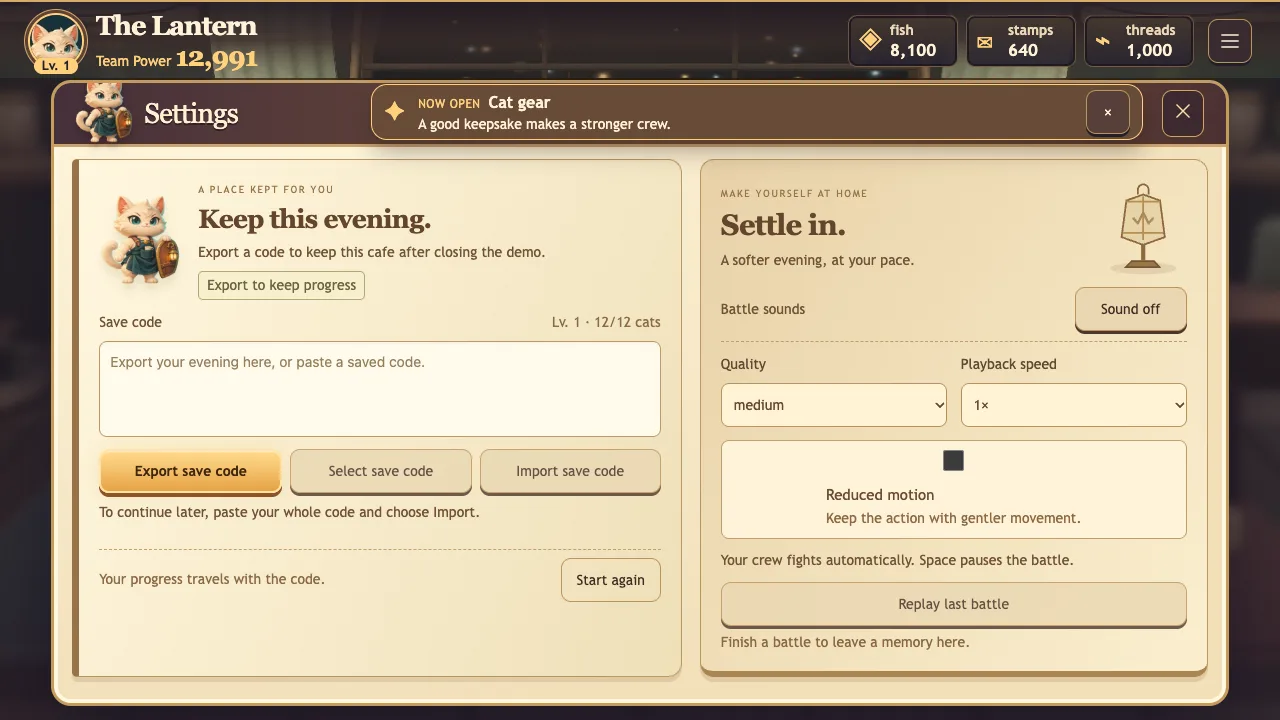 The Lantern
Team Power 12,991
Lv. 1
fish
8,100
stamps
640
threads
1,000
Settings
NOW OPEN Cat gear
A good keepsake makes a stronger crew.
×
A PLACE KEPT FOR YOU
Keep this evening.
Export a code to keep this cafe after closing the demo.
Export to keep progress
Save code
Lv. 1 · 12/12 cats
Export your evening here, or paste a saved code.
Export save code
Select save code
Import save code
To continue later, paste your whole code and choose Import.
Your progress travels with the code.
Start again
MAKE YOURSELF AT HOME
Settle in.
A softer evening, at your pace.
Battle sounds
Sound off
Quality
Playback speed
medium
1×
Reduced motion
Keep the action with gentler movement.
Your crew fights automatically. Space pauses the battle.
Replay last battle
Finish a battle to leave a memory here.